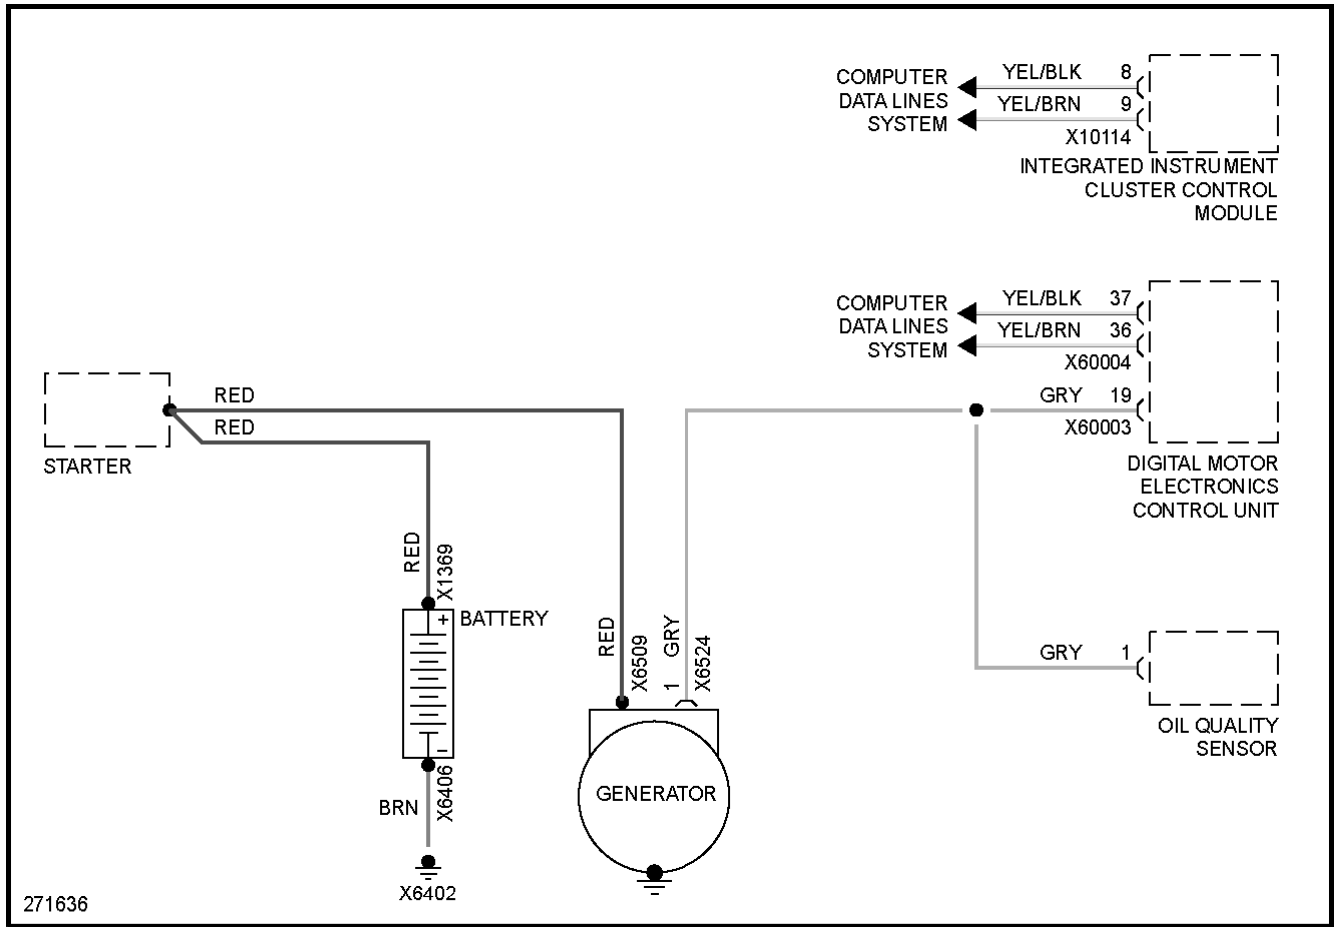 COMPUTER
DATA LINES
SYSTEM
YEL/BLK 8
YEL/BRN 9
X10114
INTEGRATED INSTRUMENT
CLUSTER CONTROL
MODULE
COMPUTER
DATA LINES
SYSTEM
YEL/BLK 37
YEL/BRN 36
X60004
GRY 19
X60003
DIGITAL MOTOR
ELECTRONICS
CONTROL UNIT
STARTER
RED
RED
RED
X1369
+
BATTERY
-
X6406
BRN
X6402
RED
X6509
1 GRY
X6524
GENERATOR
GRY 1
OIL QUALITY
SENSOR
271636